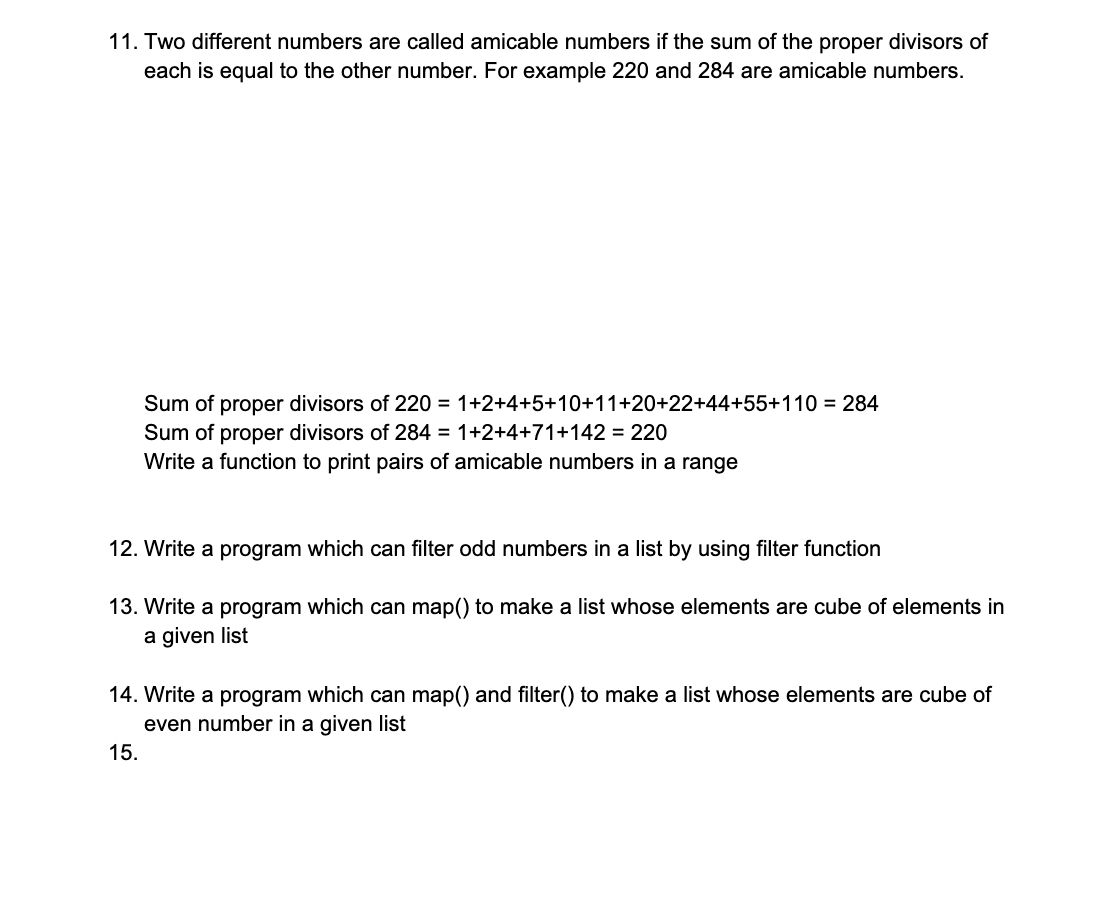 11. Two different numbers are called amicable numbers if the sum of the proper divisors of
each is equal to the other number. For example 220 and 284 are amicable numbers.
Sum of proper divisors of 220 = 1+2+4+5+10+11+20+22+44+55+110 = 284
Sum of proper divisors of 284 = 1+2+4+71+142 = 220
Write a function to print pairs of amicable numbers in a range
12. Write a program which can filter odd numbers in a list by using filter function
13. Write a program which can map() to make a list whose elements are cube of elements in
a given list
14. Write a program which can map() and filter() to make a list whose elements are cube of
even number in a given list
15.